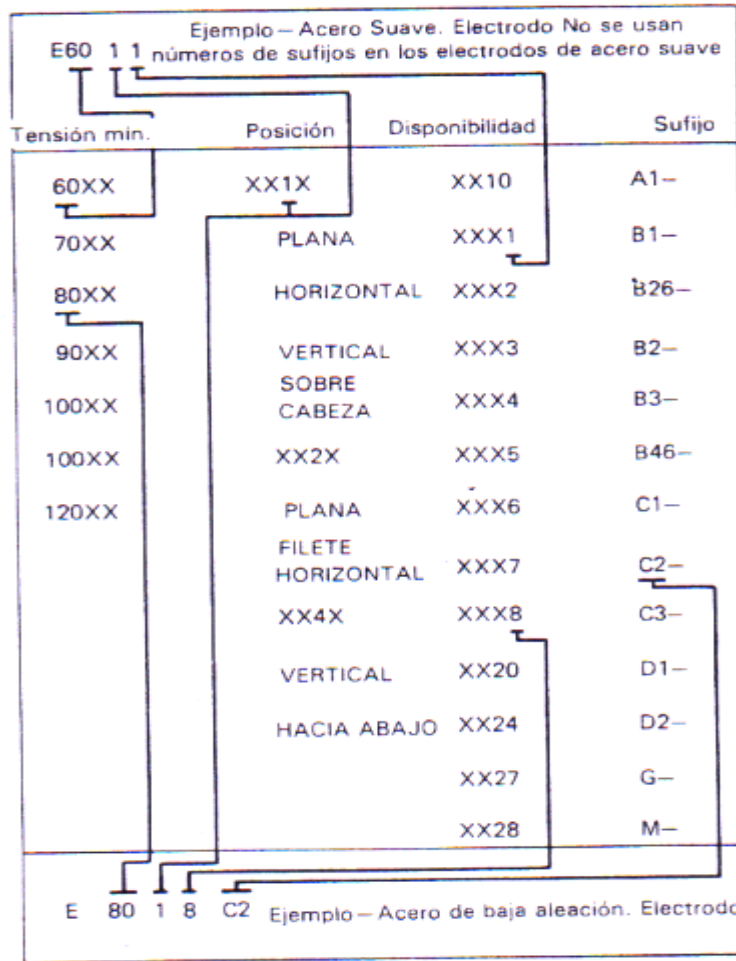 Ejemplo – Acero Suave. Electrodo No se usan
E60 1 1 números de sufijos en los electrodos de acero suave
Tensión min. Posición Disponibilidad Sufijo
60XX XX1X XX10 A1–
70XX PLANA XXX1 B1–
80XX HORIZONTAL XXX2 B26–
90XX VERTICAL XXX3 B2–
SOBRE
100XX CABEZA XXX4 B3–
100XX XX2X XXX5 B46–
120XX PLANA XXX6 C1–
FILETE
HORIZONTAL XXX7 C2–
XX4X XXX8 C3–
VERTICAL XX20 D1–
HACIA ABAJO XX24 D2–
XX27 G–
XX28 M–
E 80 1 8 C2 Ejemplo – Acero de baja aleación. Electrodo